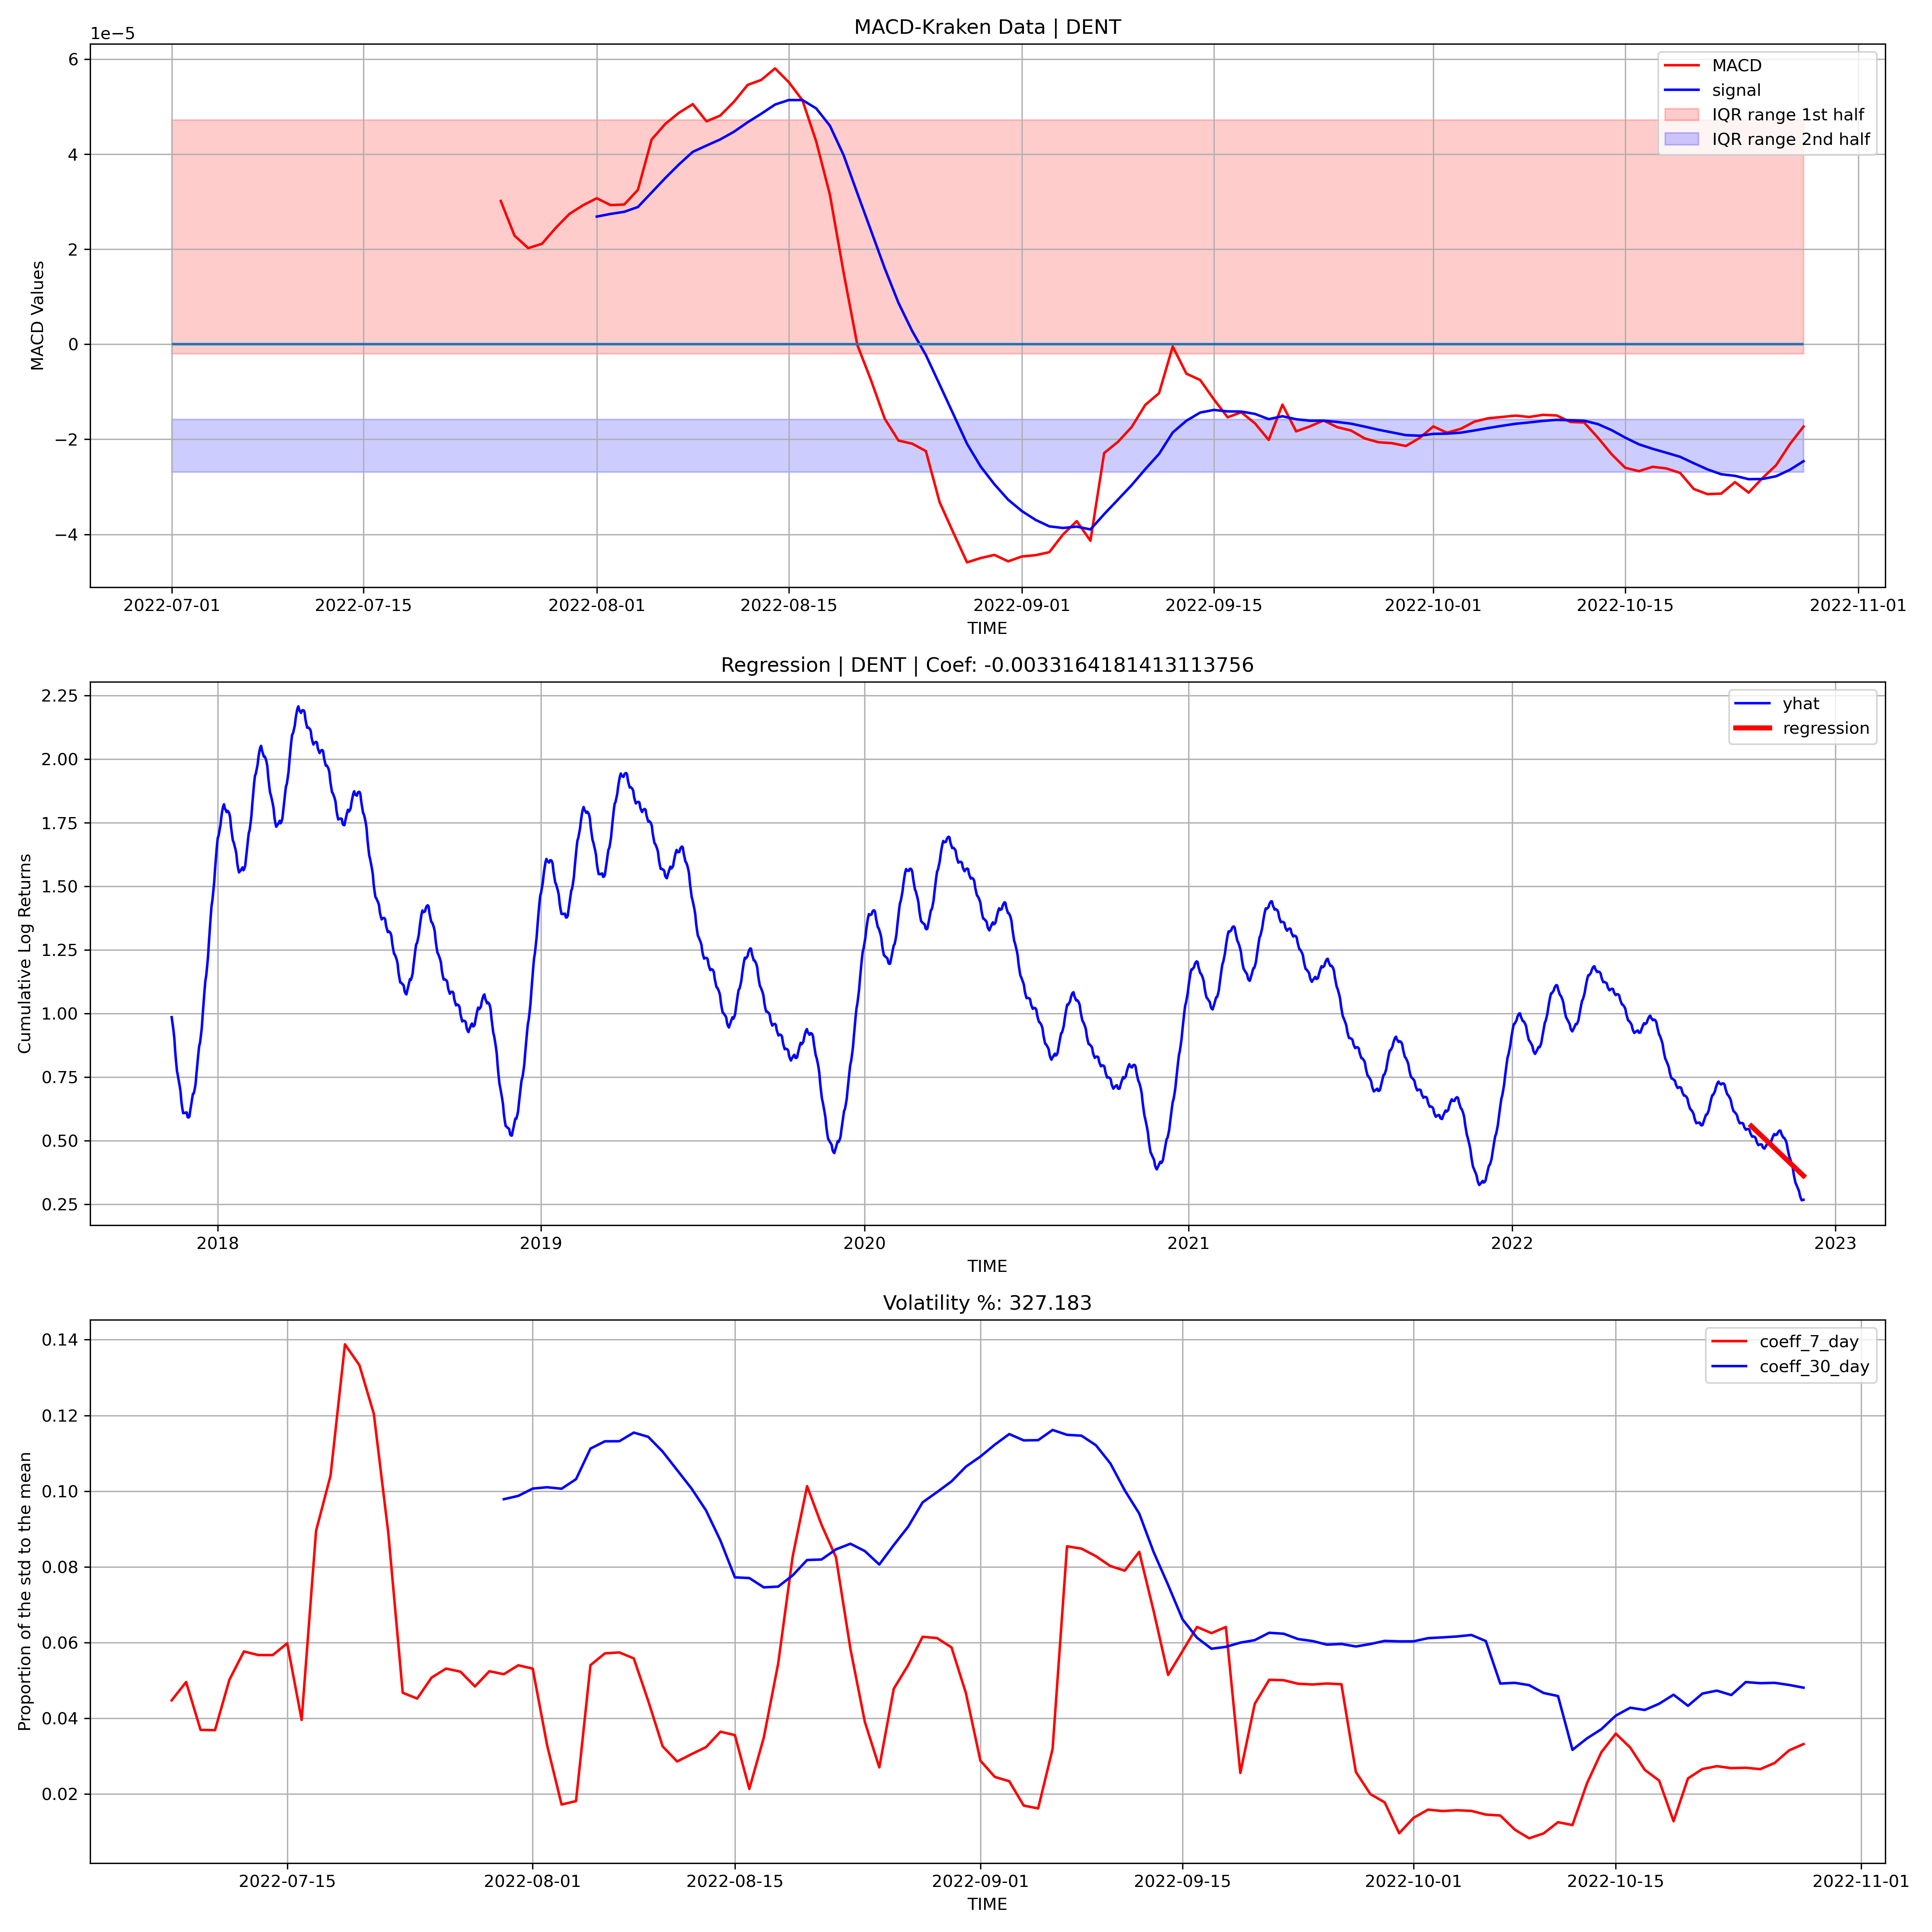 MACD-Kraken Data | DENT
1e−5
6
4
2
0
−2
−4
MACD Values
MACD
signal
IQR range 1st half
IQR range 2nd half
2022-07-01 2022-07-15 2022-08-01 2022-08-15 2022-09-01 2022-09-15 2022-10-01 2022-10-15 2022-11-01
TIME
Regression | DENT | Coef: -0.0033164181413113756
2.25
2.00
1.75
1.50
1.25
1.00
0.75
0.50
0.25
Cumulative Log Returns
yhat
regression
2018 2019 2020 2021 2022 2023
TIME
Volatility %: 327.183
0.14
0.12
0.10
0.08
0.06
0.04
0.02
Proportion of the std to the mean
coeff_7_day
coeff_30_day
2022-07-15 2022-08-01 2022-08-15 2022-09-01 2022-09-15 2022-10-01 2022-10-15 2022-11-01
TIME